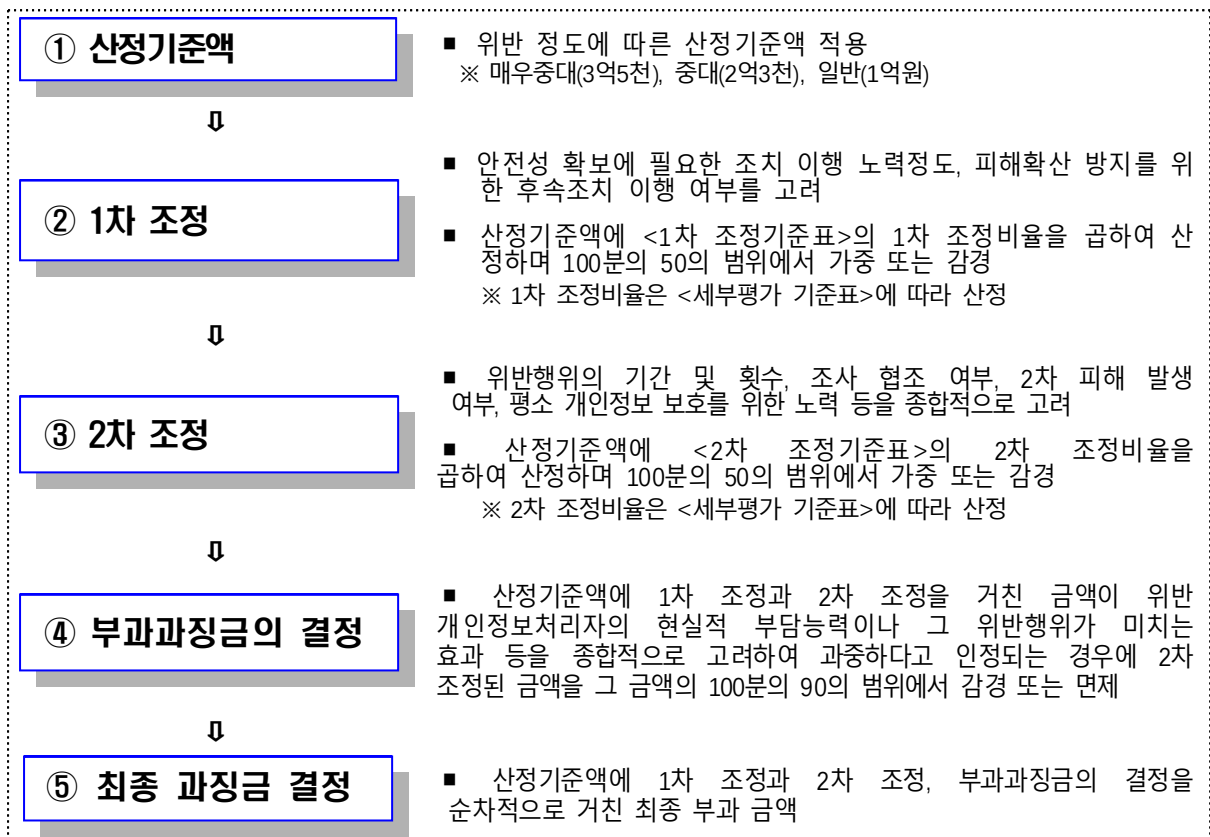 ① 산정기준액
■ 위반 정도에 따른 산정기준액 적용
※ 매우중대(3억5천), 중대(2억3천), 일반(1억원)
⇩
② 1차 조정
■ 안전성 확보에 필요한 조치 이행 노력정도, 피해확산 방지를 위
한 후속조치 이행 여부를 고려
■ 산정기준액에 <1차 조정기준표>의 1차 조정비율을 곱하여 산
정하며 100분의 50의 범위에서 가중 또는 감경
※ 1차 조정비율은 <세부평가 기준표>에 따라 산정
⇩
③ 2차 조정
■ 위반행위의 기간 및 횟수, 조사 협조 여부, 2차 피해 발생
여부, 평소 개인정보 보호를 위한 노력 등을 종합적으로 고려
■ 산정기준액에 <2차 조정기준표>의 2차 조정비율을
곱하여 산정하며 100분의 50의 범위에서 가중 또는 감경
※ 2차 조정비율은 <세부평가 기준표>에 따라 산정
⇩
④ 부과과징금의 결정
■ 산정기준액에 1차 조정과 2차 조정을 거친 금액이 위반
개인정보처리자의 현실적 부담능력이나 그 위반행위가 미치는
효과 등을 종합적으로 고려하여 과중하다고 인정되는 경우에 2차
조정된 금액을 그 금액의 100분의 90의 범위에서 감경 또는 면제
⇩
⑤ 최종 과징금 결정
■ 산정기준액에 1차 조정과 2차 조정, 부과과징금의 결정을
순차적으로 거친 최종 부과 금액